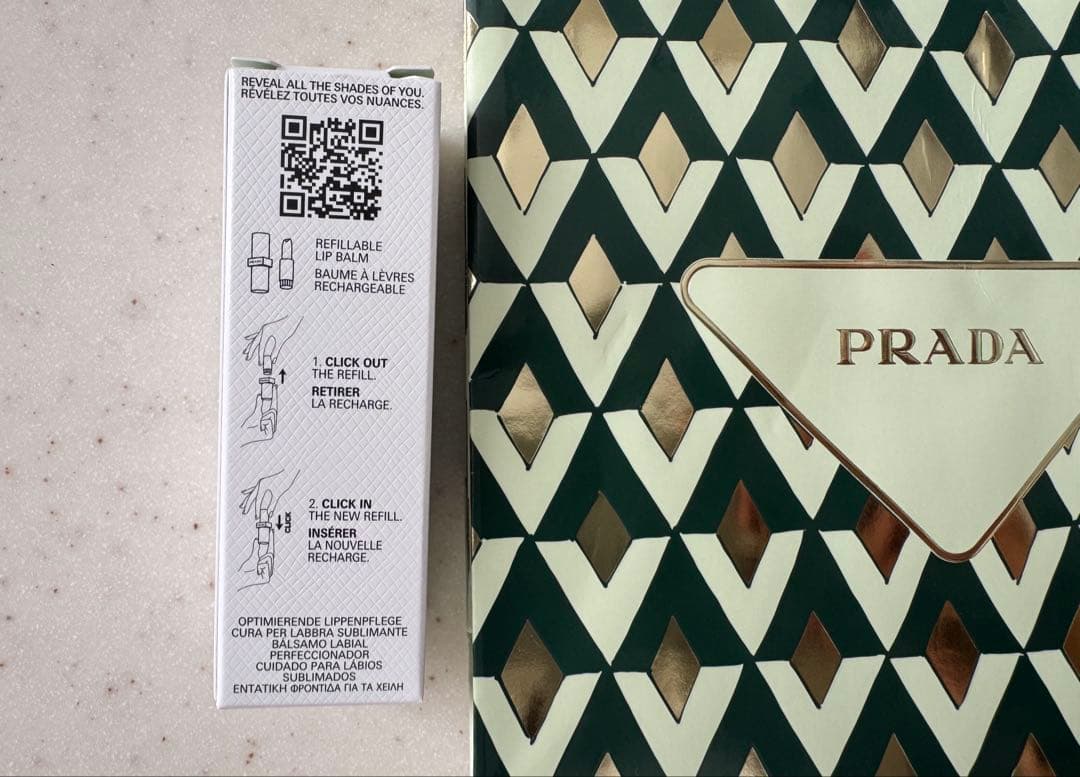 REVEAL ALL THE SHADES OF YOU.
RÉVÉLEZ TOUTES VOS NUANCES.
REFILLABLE
LIP BALM
BAUME À LÈVRES
RECHARGEABLE
1. CLICK OUT
THE REFILL.
RETIRER
LA RECHARGE.
2. CLICK IN
THE NEW REFILL.
INSÉRER
LA NOUVELLE
RECHARGE.
CLICK
OPTIMIERENDE LIPPENPFLEGE
CURA PER LABBRA SUBLIMANTE
BÁLSAMO LABIAL
PERFECCIONADOR
CUIDADO PARA LÁBIOS
SUBLIMADOS
ΕΝΤΑΤΙΚΗ ΦΡΟΝΤΙΔΑ ΓΙΑ ΤΑ ΧΕΙΛΗ
PRADA